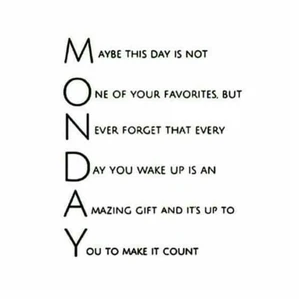 MAYBE THIS DAY IS NOT
ONE OF YOUR FAVORITES, BUT
NEVER FORGET THAT EVERY
DAY YOU WAKE UP IS AN
AMAZING GIFT AND IT'S UP TO
YOU TO MAKE IT COUNT